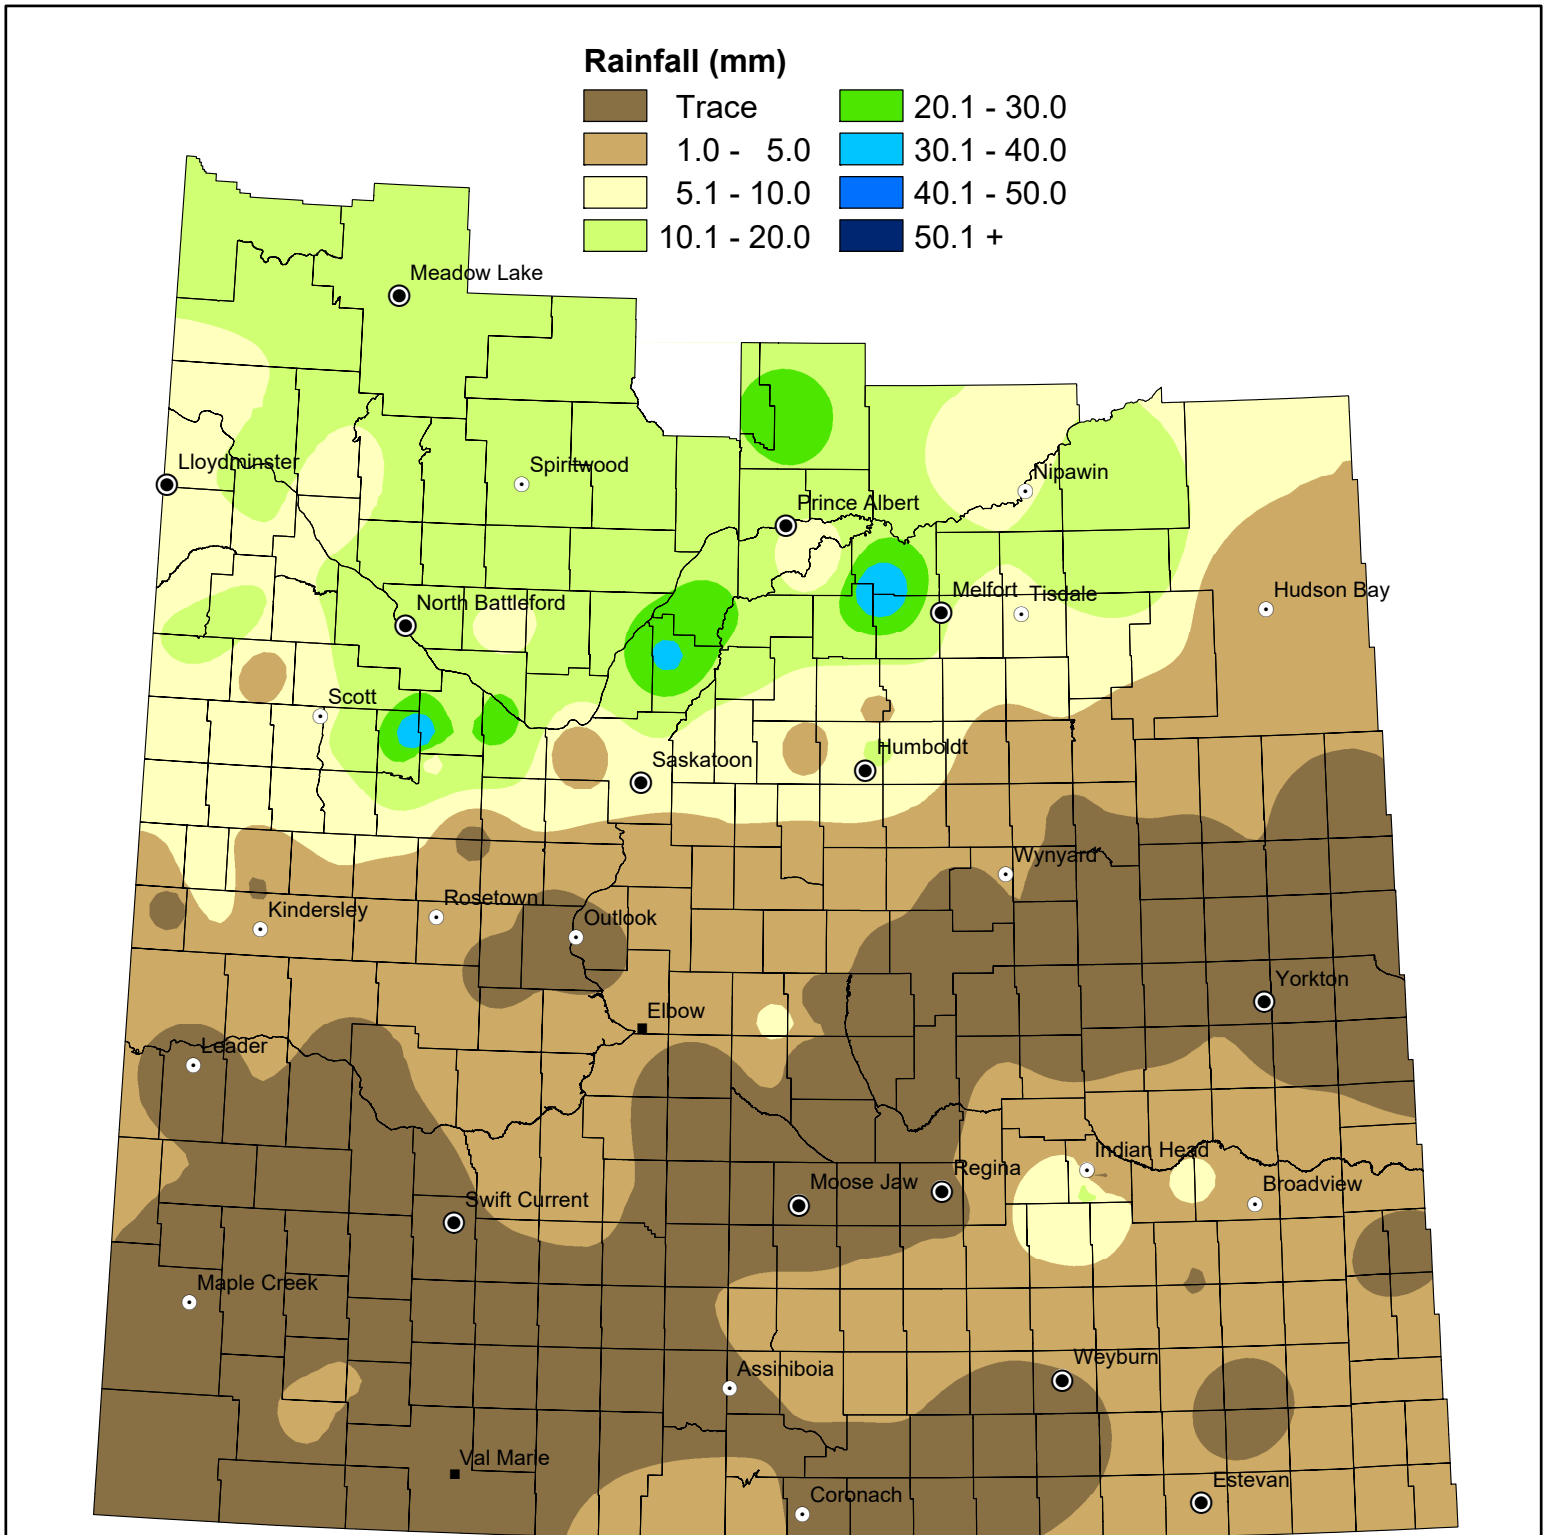 Rainfall (mm)
Trace
1.0 - 5.0
5.1 - 10.0
10.1 - 20.0
20.1 - 30.0
30.1 - 40.0
40.1 - 50.0
50.1 +
Meadow Lake
Lloydminster
Spiritwood
Nipawin
Prince Albert
North Battleford
Melfort
Tisdale
Hudson Bay
Scott
Saskatoon
Humboldt
Wynyard
Kindersley
Rosetown
Outlook
Yorkton
Elbow
Leader
Indian Head
Regina
Moose Jaw
Broadview
Swift Current
Maple Creek
Assiniboia
Weyburn
Val Marie
Coronach
Estevan